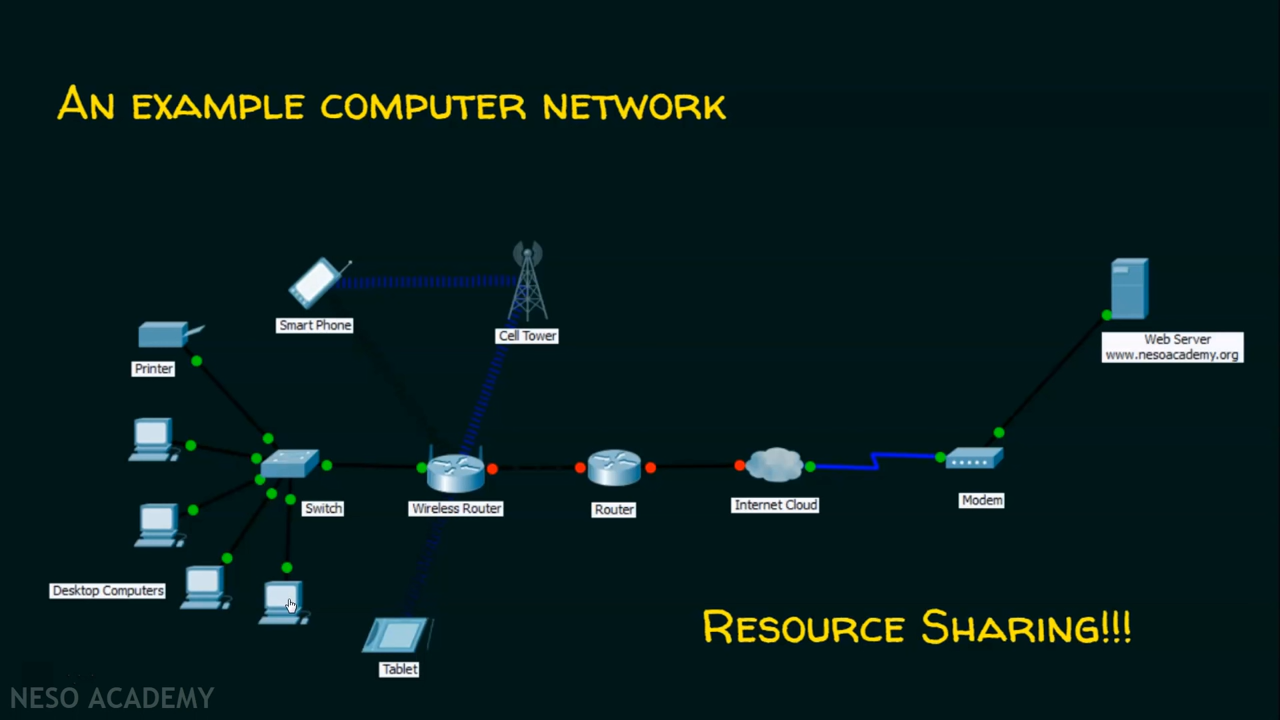 An example computer network
Smart Phone
Cell Tower
Printer
Web Server
www.nesoacademy.org
Switch
Wireless Router
Router
Internet Cloud
Modem
Desktop Computers
Resource Sharing!!!
Tablet
NESO ACADEMY